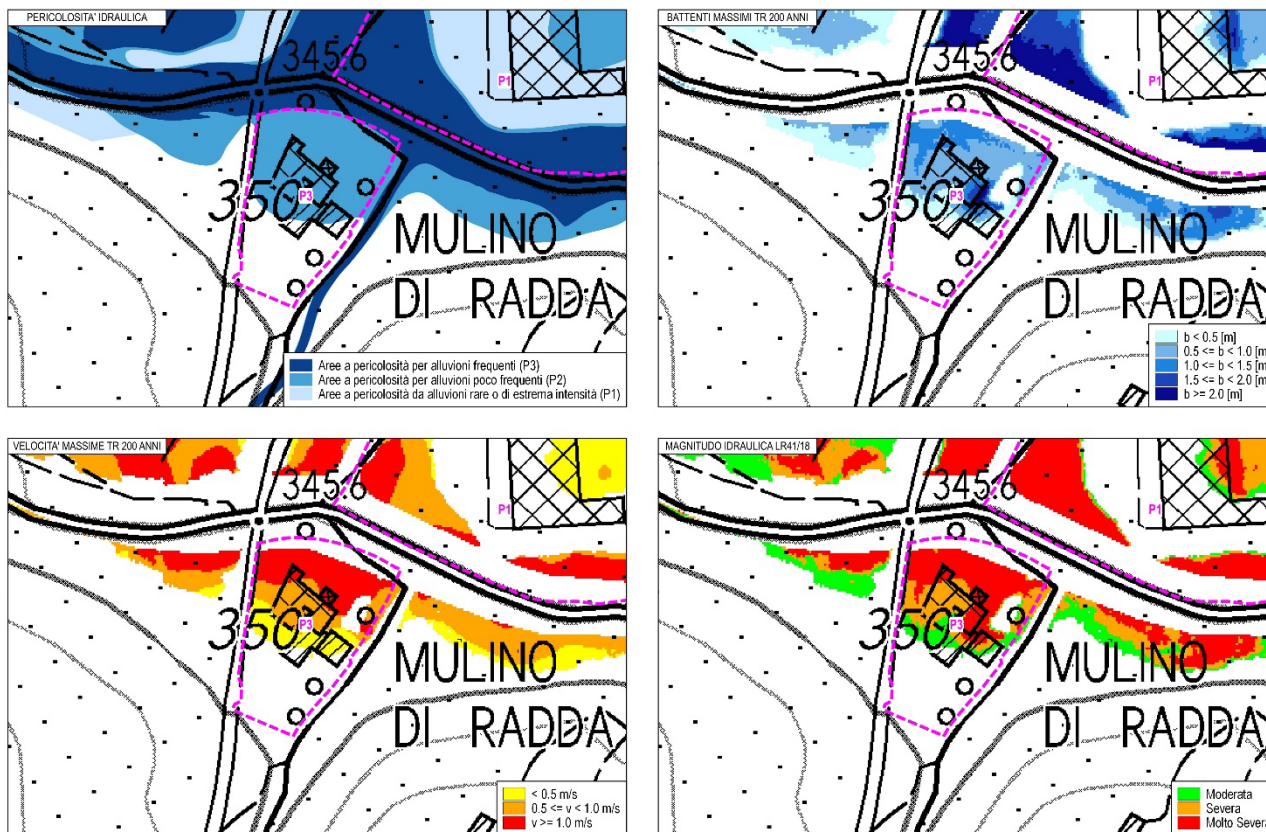 PERICOLOSITA' IDRAULICA
345.6
P1
P3
350
MULINO
DI RADDA
Aree a pericolosità per alluvioni frequenti (P3)
Aree a pericolosità per alluvioni poco frequenti (P2)
Aree a pericolosità da alluvioni rare o di estrema intensità (P1)
BATTENTI MASSIMI TR 200 ANNI
345.6
P1
P3
350
MULINO
DI RADDA
b < 0.5 [m]
0.5 <= b < 1.0 [m
1.0 <= b < 1.5 [m
1.5 <= b < 2.0 [m]
b >= 2.0 [m]
VELOCITA' MASSIME TR 200 ANNI
345.6
P1
P3
350
MULINO
DI RADDA
< 0.5 m/s
0.5 <= v < 1.0 m/s
v >= 1.0 m/s
MAGNITUDO IDRAULICA LR41/18
345.6
P1
P3
350
MULINO
DI RADDA
Moderata
Severa
Molto Severa